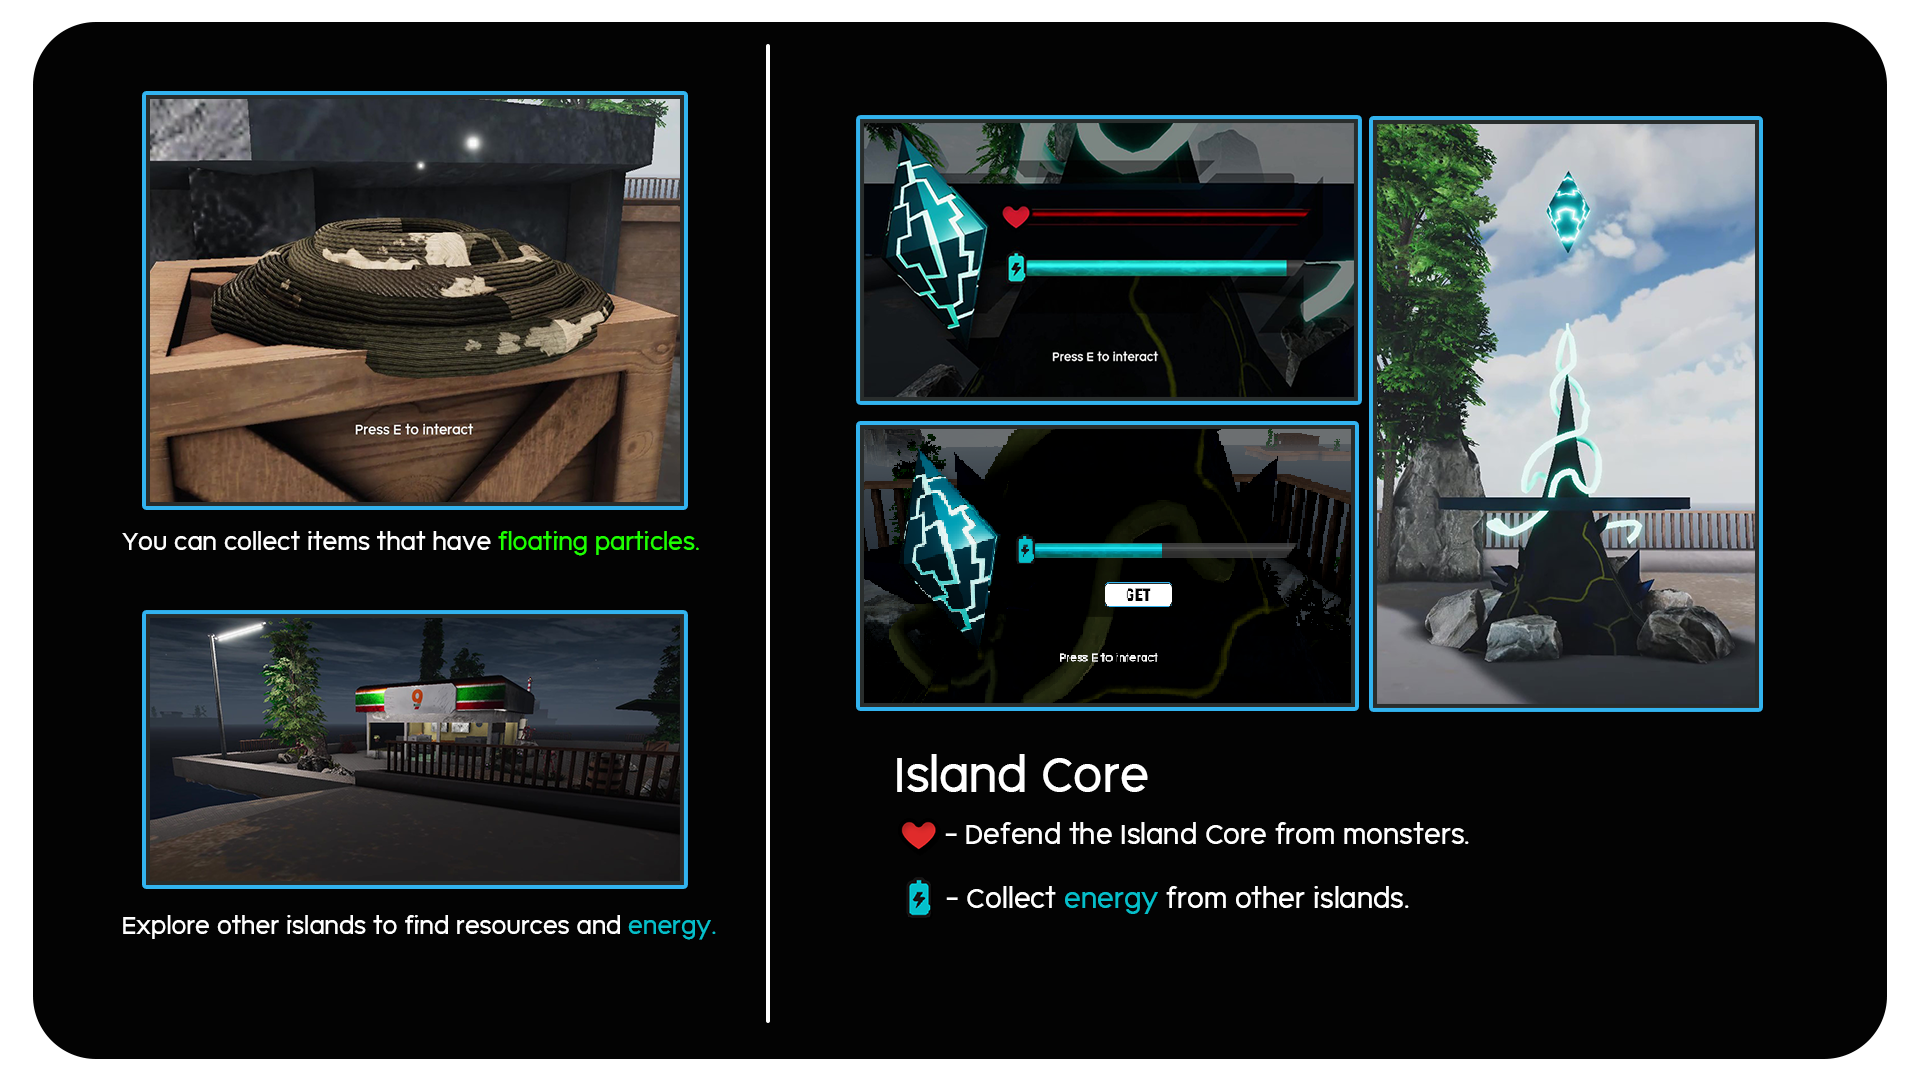 Press E to interact
You can collect items that have floating particles.
9
Explore other islands to find resources and energy.
Press E to interact
GET
Press E to interact
Island Core
- Defend the Island Core from monsters.
- Collect energy from other islands.